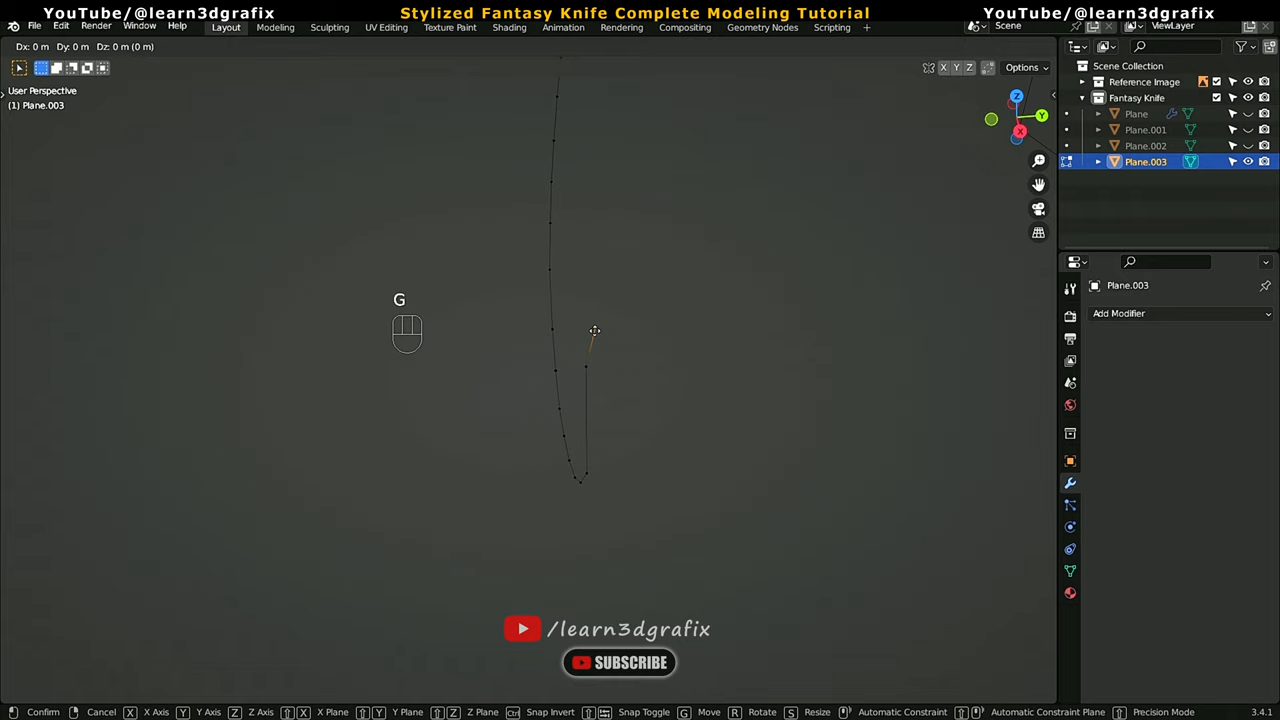 YouTube/@learn3dgrafix Stylized Fantasy Knife Complete Modeling Tutorial YouTube/@learn3dgrafix
File Edit Render Window Help Layout Modeling Sculpting UV Editing Texture Paint Shading Animation Rendering Compositing Geometry Nodes Scripting + Scene ViewLayer
Dx: 0 m Dy: 0 m Dz: 0 m (0 m)
X Y Z Options
User Perspective
(1) Plane.003
Z
Y
X
Scene Collection
Reference Image
Fantasy Knife
Plane
Plane.001
Plane.002
Plane.003
Plane.003
Add Modifier
G
/learn3dgrafix
SUBSCRIBE
Confirm Cancel X X Axis Y Y Axis Z Z Axis X X Plane Y Y Plane Z Z Plane Ctrl Snap Invert Snap Toggle G Move R Rotate S Resize Automatic Constraint Automatic Constraint Plane Precision Mode 3.4.1